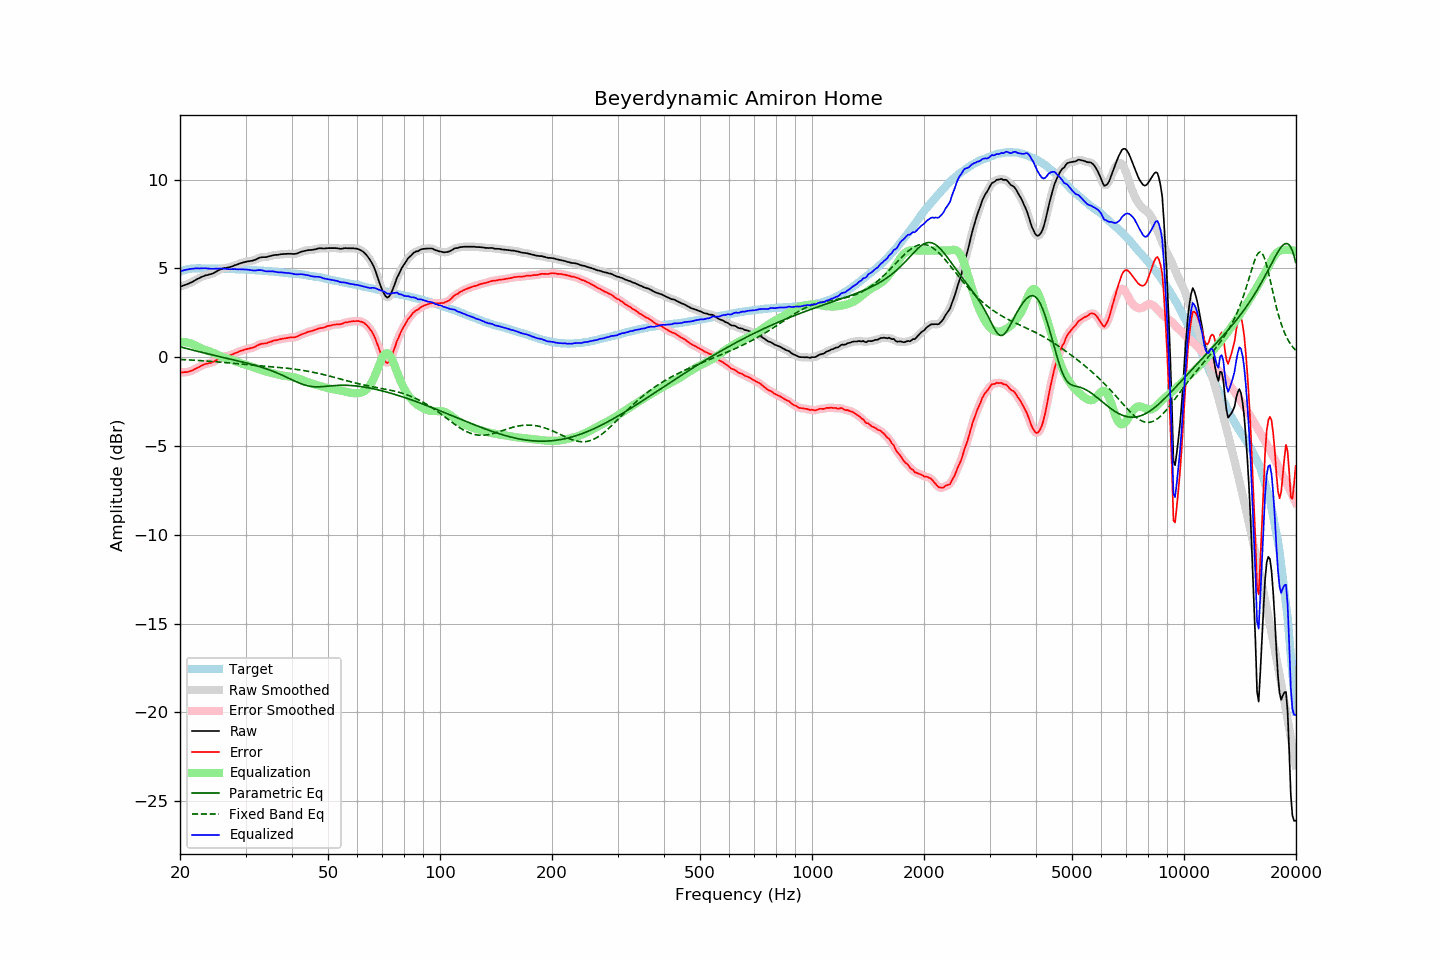 Beyerdynamic Amiron Home
10
5
0
−5
−10
−15
−20
−25
Amplitude (dBr)
Target
Raw Smoothed
Error Smoothed
Raw
Error
Equalization
Parametric Eq
Fixed Band Eq
Equalized
20 50 100 200 500 1000 2000 5000 10000 20000
Frequency (Hz)